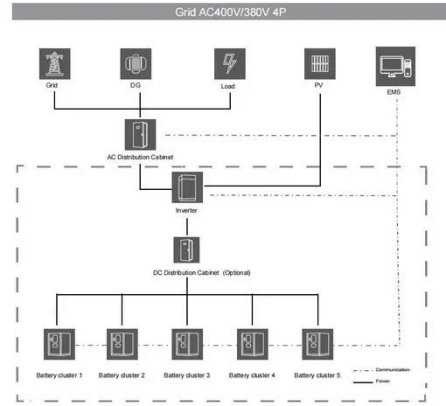 Grid AC400V/380V 4P
Grid
DG
Load
PV
EMS
AC Distribution Cabinet
Inverter
DC Distribution Cabinet (Optional)
Battery cluster 1
Battery cluster 2
Battery cluster 3
Battery cluster 4
Battery cluster 5
Communication
Power